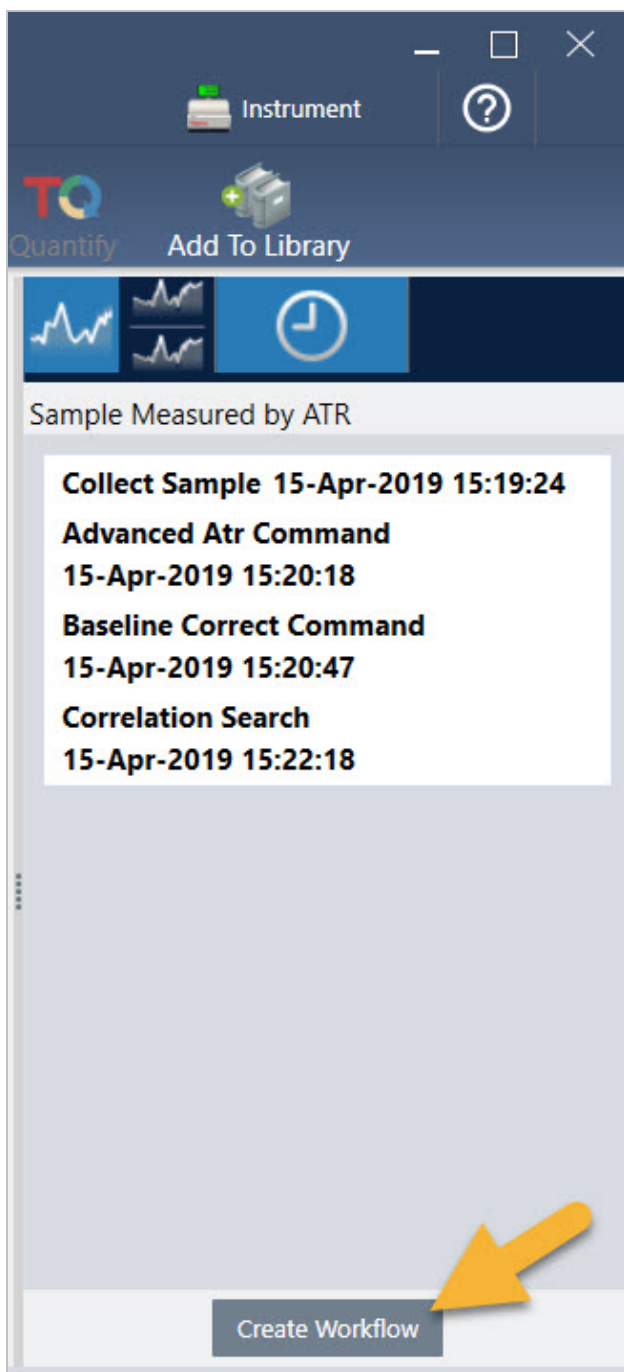 Instrument
TQ
Quantify
Add To Library
Sample Measured by ATR
Collect Sample 15-Apr-2019 15:19:24
Advanced Atr Command
15-Apr-2019 15:20:18
Baseline Correct Command
15-Apr-2019 15:20:47
Correlation Search
15-Apr-2019 15:22:18
Create Workflow